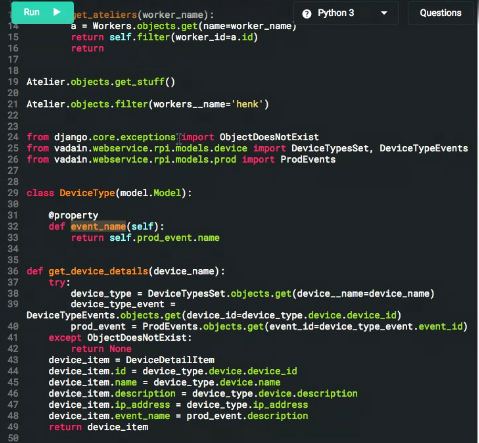 Run
Python 3
Questions
get_ateliers(worker_name):
14 a = Workers.objects.get(name=worker_name)
15 return self.filter(worker_id=a.id)
16 return
17
18
19 Atelier.objects.get_stuff()
20
21 Atelier.objects.filter(workers__name='henk')
22
23
24 from django.core.exceptions import ObjectDoesNotExist
25 from vadain.webservice.rpi.models.device import DeviceTypesSet, DeviceTypeEvents
26 from vadain.webservice.rpi.models.prod import ProdEvents
27
28
29 class DeviceType(model.Model):
30
31 @property
32 def event_name(self):
33 return self.prod_event.name
34
35
36 def get_device_details(device_name):
37 try:
38 device_type = DeviceTypesSet.objects.get(device__name=device_name)
39 device_type_event =
DeviceTypeEvents.objects.get(device_id=device_type.device.device_id)
40 prod_event = ProdEvents.objects.get(event_id=device_type_event.event_id)
41 except ObjectDoesNotExist:
42 return None
43 device_item = DeviceDetailItem
44 device_item.id = device_type.device.device_id
45 device_item.name = device_type.device.name
46 device_item.description = device_type.device.description
47 device_item.ip_address = device_type.ip_address
48 device_item.event_name = prod_event.description
49 return device_item
50